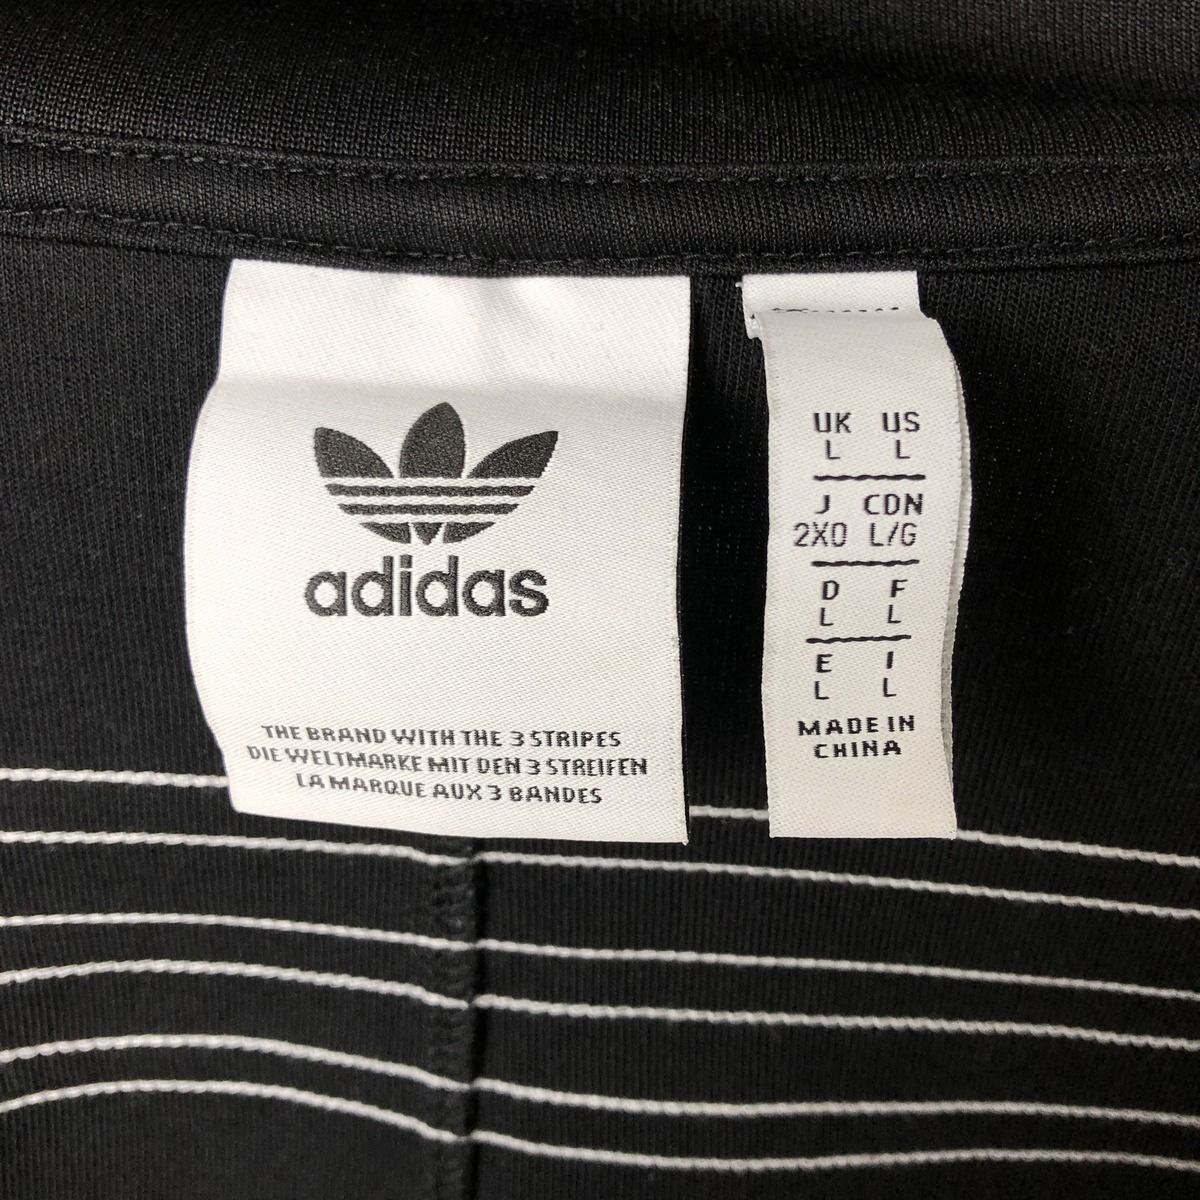 adidas
THE BRAND WITH THE 3 STRIPES
DIE WELTMARKE MIT DEN 3 STREIFEN
LA MARQUE AUX 3 BANDES
UK US
L L
J CDN
2XO L/G
D F
L L
E I
L L
MADE IN
CHINA